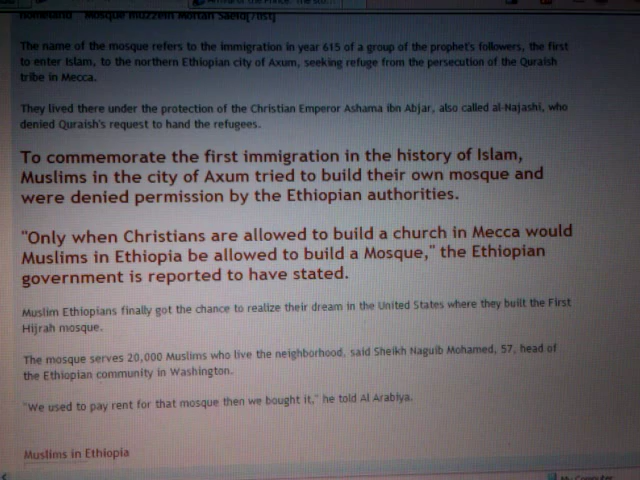 homeland" Mosque muzzein
The name of the mosque refers to the immigration in year 615 of a group of the prophet's followers, the first
to enter Islam, to the northern Ethiopian city of Axum, seeking refuge from the persecution of the Quraish
tribe in Mecca.
They lived there under the protection of the Christian Emperor Ashama ibn Abjar, also called al-Najashi, who
denied Quraish's request to hand the refugees.
To commemorate the first immigration in the history of Islam,
Muslims in the city of Axum tried to build their own mosque and
were denied permission by the Ethiopian authorities.
"Only when Christians are allowed to build a church in Mecca would
Muslims in Ethiopia be allowed to build a Mosque," the Ethiopian
government is reported to have stated.
Muslim Ethiopians finally got the chance to realize their dream in the United States where they built the First
Hijrah mosque.
The mosque serves 20,000 Muslims who live the neighborhood, said Sheikh Naguib Mohamed, 57, head of
the Ethiopian community in Washington.
"We used to pay rent for that mosque then we bought it," he told Al Arabiya.
Muslims in Ethiopia
My Computer